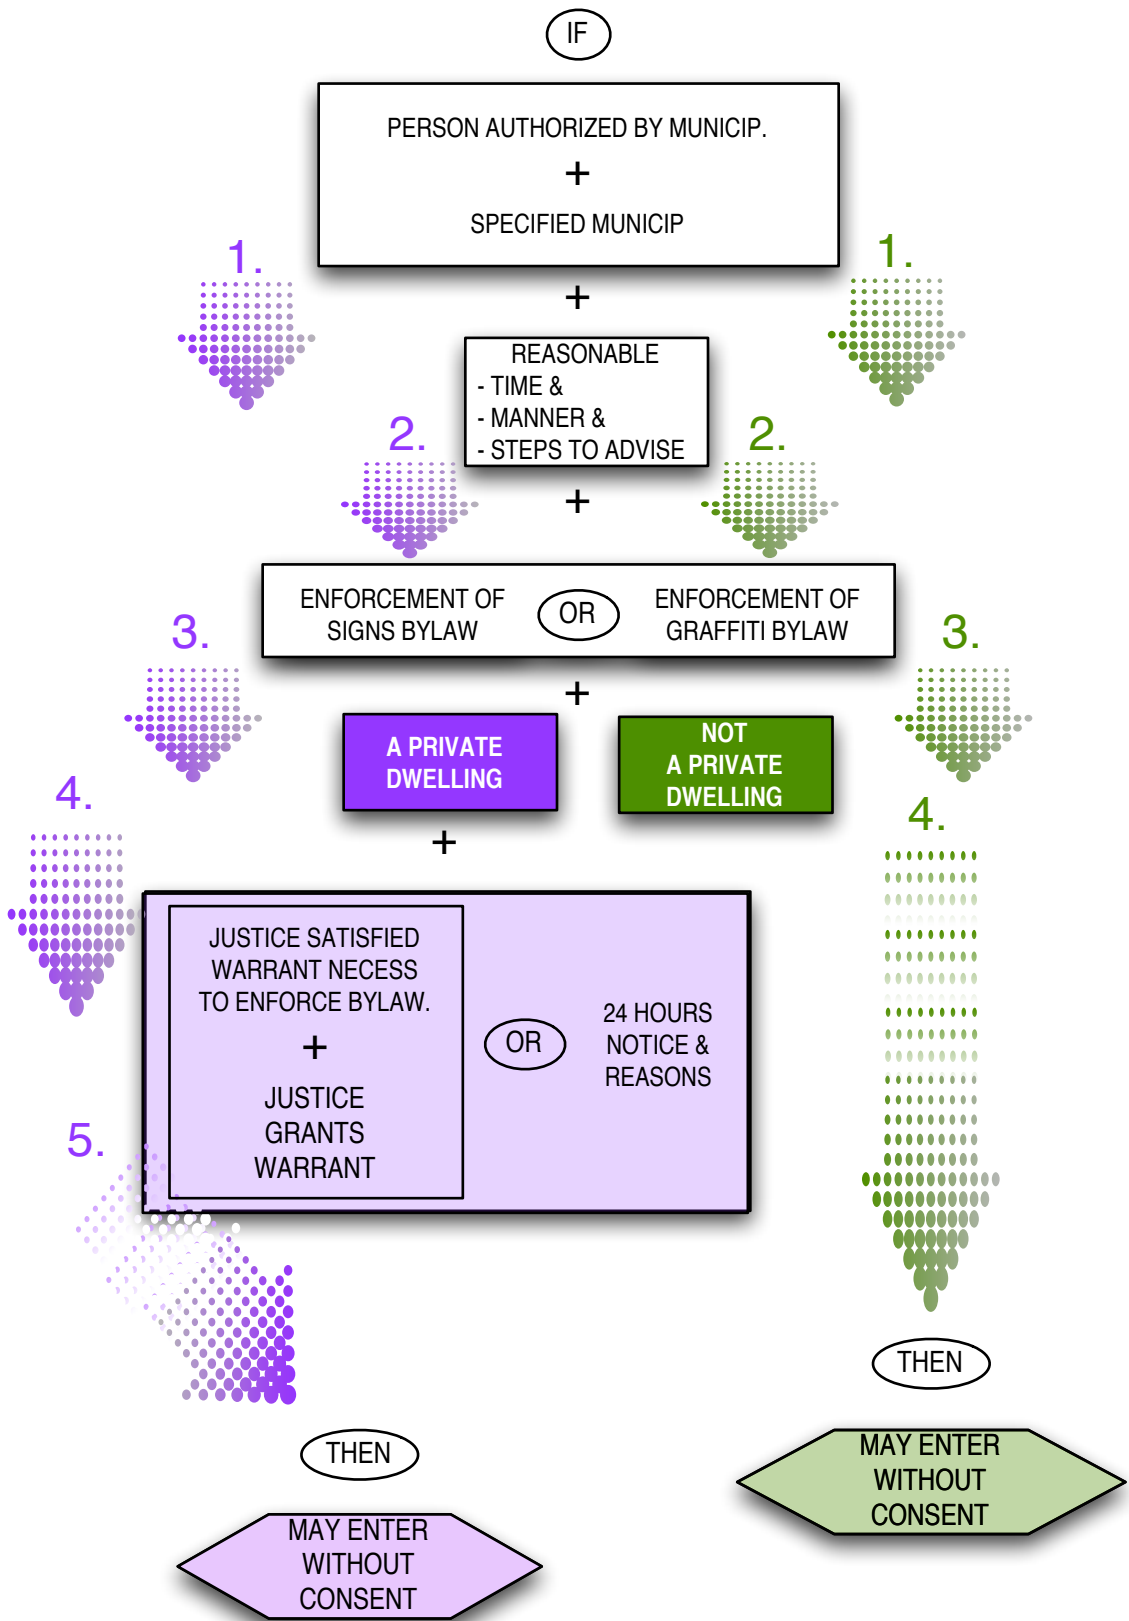 IF
PERSON AUTHORIZED BY MUNICIP.
+
SPECIFIED MUNICIP
1.
1.
+
REASONABLE
- TIME &
- MANNER &
- STEPS TO ADVISE
2.
2.
+
ENFORCEMENT OF
SIGNS BYLAW
OR
ENFORCEMENT OF
GRAFFITI BYLAW
3.
3.
+
A PRIVATE
DWELLING
NOT
A PRIVATE
DWELLING
4.
4.
+
JUSTICE SATISFIED
WARRANT NECESS
TO ENFORCE BYLAW.
+
JUSTICE
GRANTS
WARRANT
OR
24 HOURS
NOTICE &
REASONS
5.
THEN
MAY ENTER
WITHOUT
CONSENT
THEN
MAY ENTER
WITHOUT
CONSENT